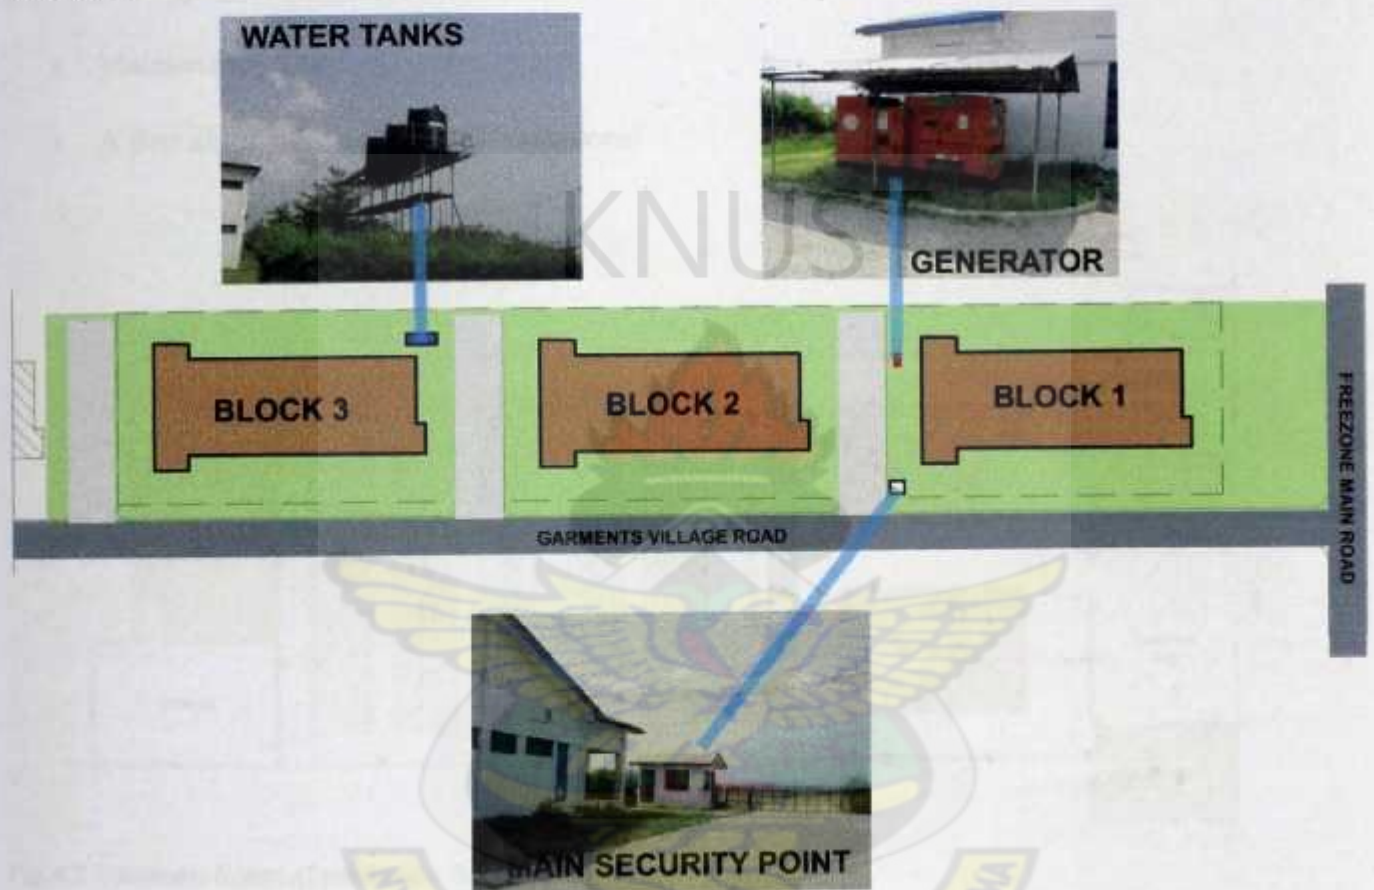 WATER TANKS
GENERATOR
KNUST
BLOCK 3
BLOCK 2
BLOCK 1
FREEZONE MAIN ROAD
GARMENTS VILLAGE ROAD
MAIN SECURITY POINT